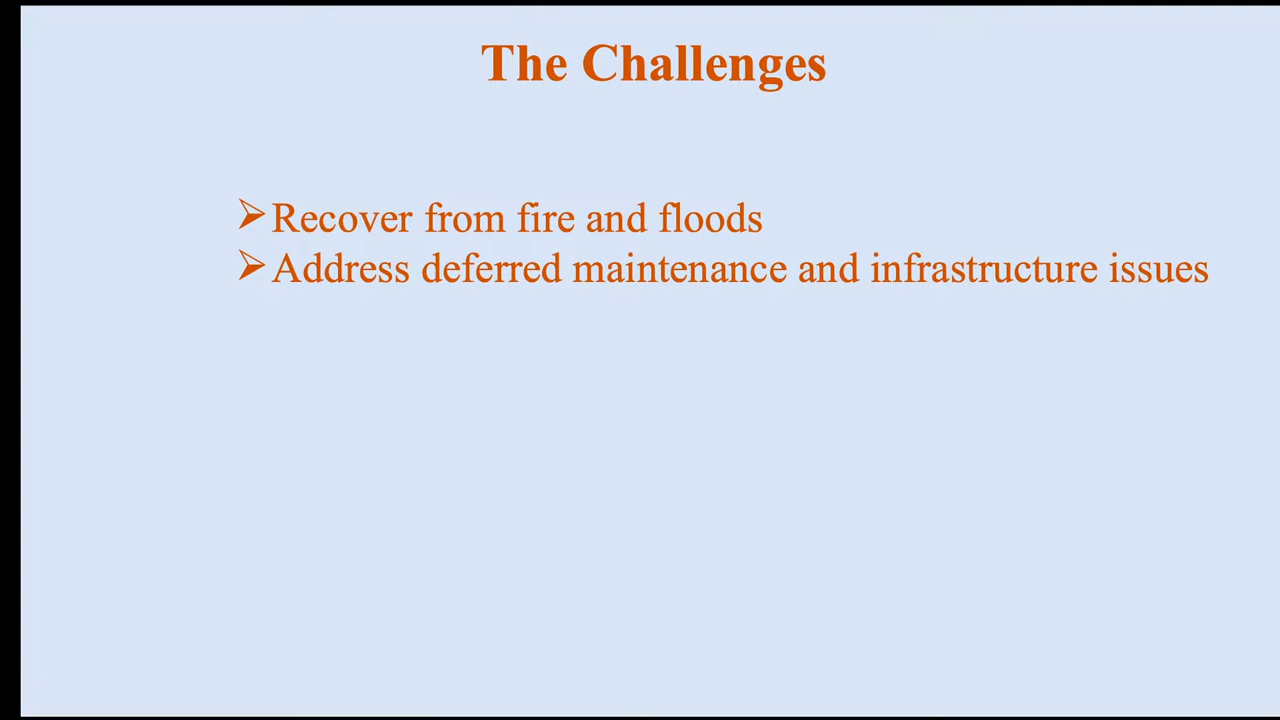 The Challenges
➢Recover from fire and floods
➢Address deferred maintenance and infrastructure issues